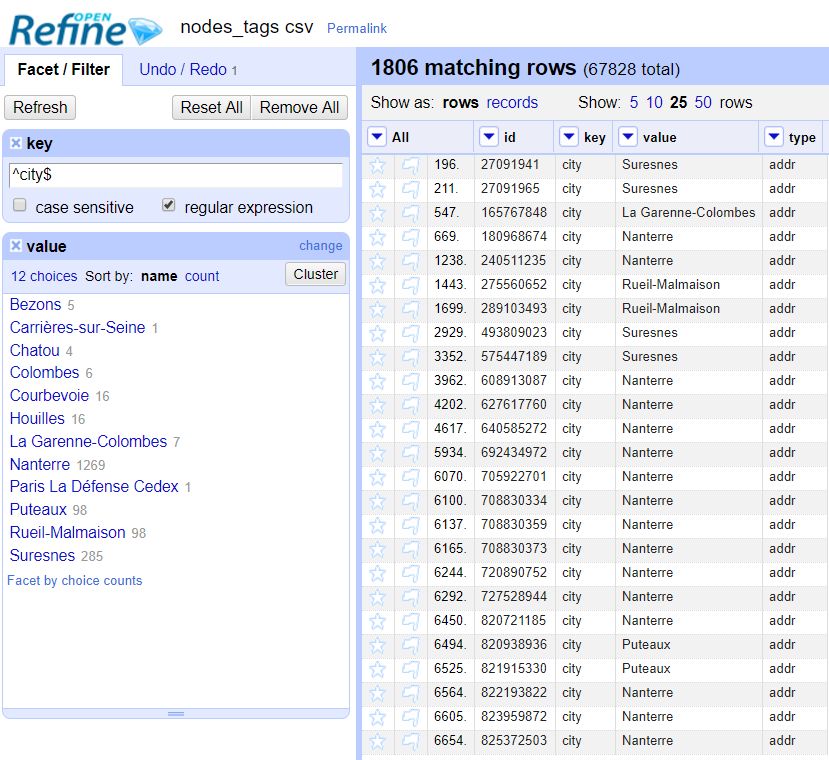 OPEN
Refine nodes_tags csv Permalink
Facet / Filter Undo / Redo 1
Refresh Reset All Remove All
key
^city$
case sensitive regular expression
value change
12 choices Sort by: name count Cluster
Bezons 5
Carrières-sur-Seine 1
Chatou 4
Colombes 6
Courbevoie 16
Houilles 16
La Garenne-Colombes 7
Nanterre 1269
Paris La Défense Cedex 1
Puteaux 98
Rueil-Malmaison 98
Suresnes 285
Facet by choice counts
1806 matching rows (67828 total)
Show as: rows records Show: 5 10 25 50 rows
All id key value type
196. 27091941 city Suresnes addr
211. 27091965 city Suresnes addr
547. 165767848 city La Garenne-Colombes addr
669. 180968674 city Nanterre addr
1238. 240511235 city Nanterre addr
1443. 275560652 city Rueil-Malmaison addr
1699. 289103493 city Rueil-Malmaison addr
2929. 493809023 city Suresnes addr
3352. 575447189 city Suresnes addr
3962. 608913087 city Nanterre addr
4202. 627617760 city Nanterre addr
4617. 640585272 city Nanterre addr
5934. 692434972 city Nanterre addr
6070. 705922701 city Nanterre addr
6100. 708830334 city Nanterre addr
6137. 708830359 city Nanterre addr
6165. 708830373 city Nanterre addr
6244. 720890752 city Nanterre addr
6292. 727528944 city Nanterre addr
6450. 820721185 city Nanterre addr
6494. 820938936 city Puteaux addr
6525. 821915330 city Puteaux addr
6564. 822193822 city Nanterre addr
6605. 823959872 city Nanterre addr
6654. 825372503 city Nanterre addr